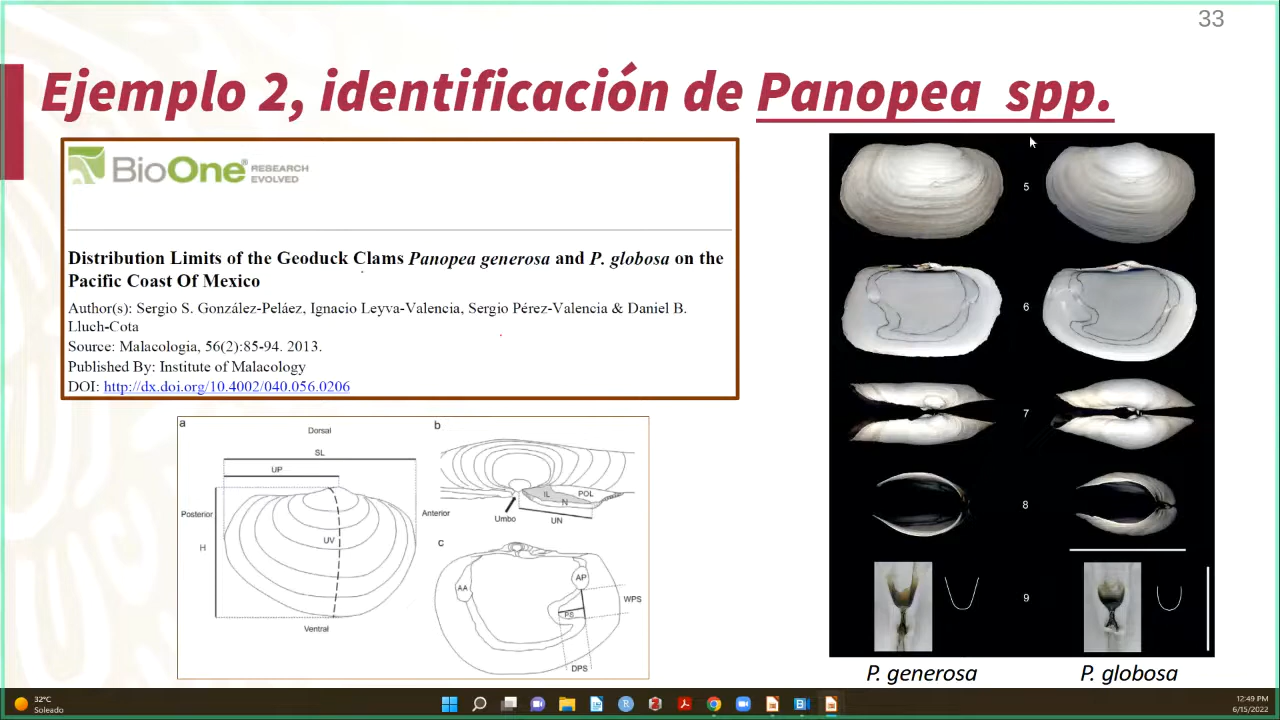 33
Ejemplo 2, identificación de Panopea spp.
BioOne® RESEARCH EVOLVED
Distribution Limits of the Geoduck Clams Panopea generosa and P. globosa on the
Pacific Coast Of Mexico
Author(s): Sergio S. González-Peláez, Ignacio Leyva-Valencia, Sergio Pérez-Valencia & Daniel B.
Lluch-Cota
Source: Malacologia, 56(2):85-94. 2013.
Published By: Institute of Malacology
DOI: http://dx.doi.org/10.4002/040.056.0206
a
Dorsal
SL
UP
Posterior
Anterior
H
UV
Ventral
b
IL
POL
N
Umbo
UN
c
AA
AP
WPS
PS
DPS
5
6
7
8
9
P. generosa
P. globosa
32°C
Soleado
12:49 PM
6/15/2022